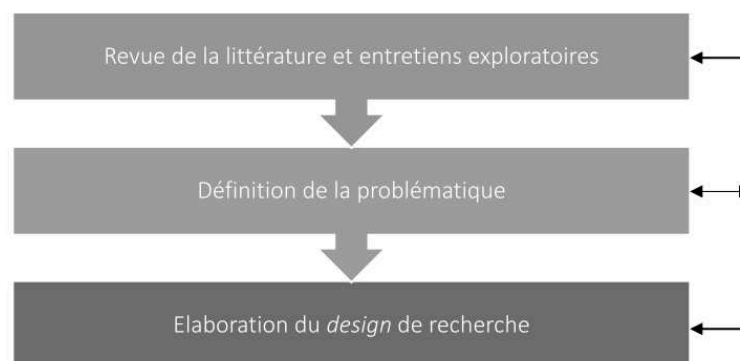 Revue de la littérature et entretiens exploratoires
Définition de la problématique
Elaboration du design de recherche